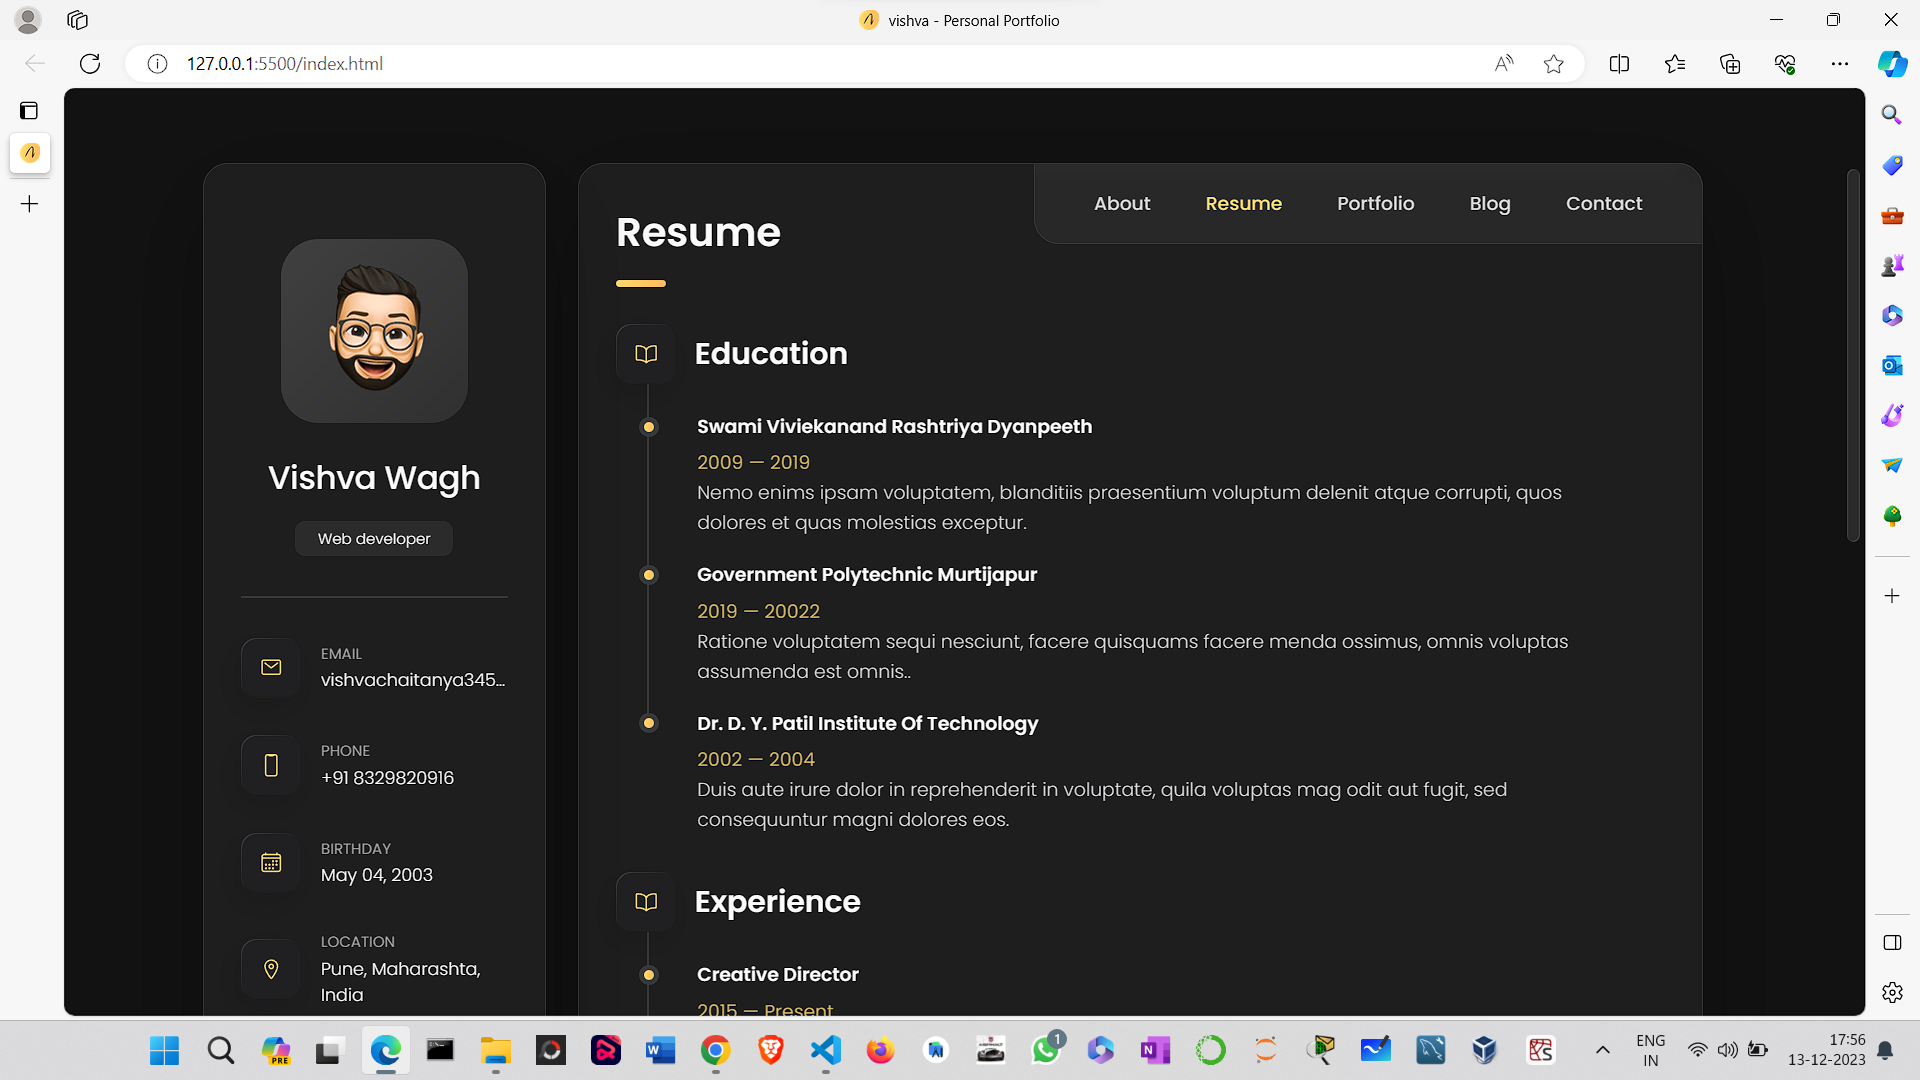 vishva - Personal Portfolio
127.0.0.1:5500/index.html
About Resume Portfolio Blog Contact
Vishva Wagh
Web developer
EMAIL
vishvachaitanya345...
PHONE
+91 8329820916
BIRTHDAY
May 04, 2003
LOCATION
Pune, Maharashta,
India
Resume
Education
Swami Viviekanand Rashtriya Dyanpeeth
2009 — 2019
Nemo enims ipsam voluptatem, blanditiis praesentium voluptum delenit atque corrupti, quos
dolores et quas molestias exceptur.
Government Polytechnic Murtijapur
2019 — 20022
Ratione voluptatem sequi nesciunt, facere quisquams facere menda ossimus, omnis voluptas
assumenda est omnis..
Dr. D. Y. Patil Institute Of Technology
2002 — 2004
Duis aute irure dolor in reprehenderit in voluptate, quila voluptas mag odit aut fugit, sed
consequuntur magni dolores eos.
Experience
Creative Director
2015 — Present
PRE
1
ENG
IN
17:56
13-12-2023